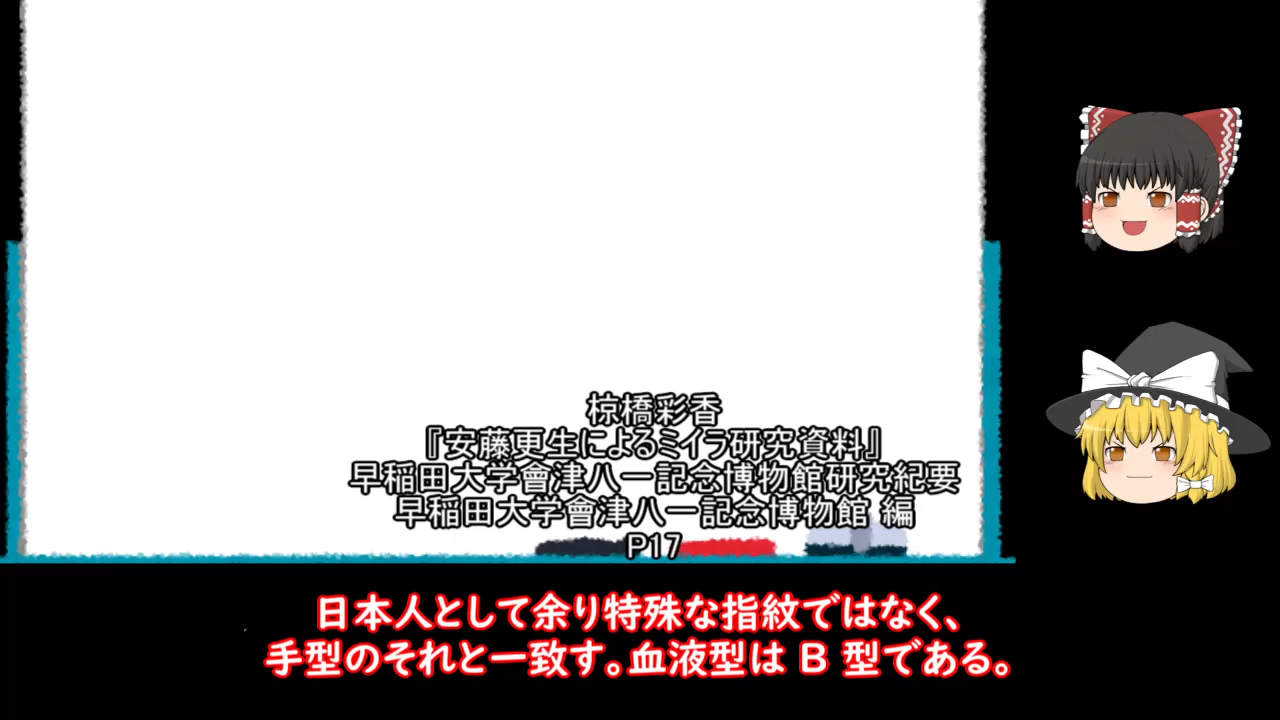 椋橋彩香
『安藤更生によるミイラ研究資料』
早稲田大学會津八一記念博物館研究紀要
早稲田大学會津八一記念博物館 編
P17
日本人として余り特殊な指紋ではなく、
手型のそれと一致す。血液型は B 型である。